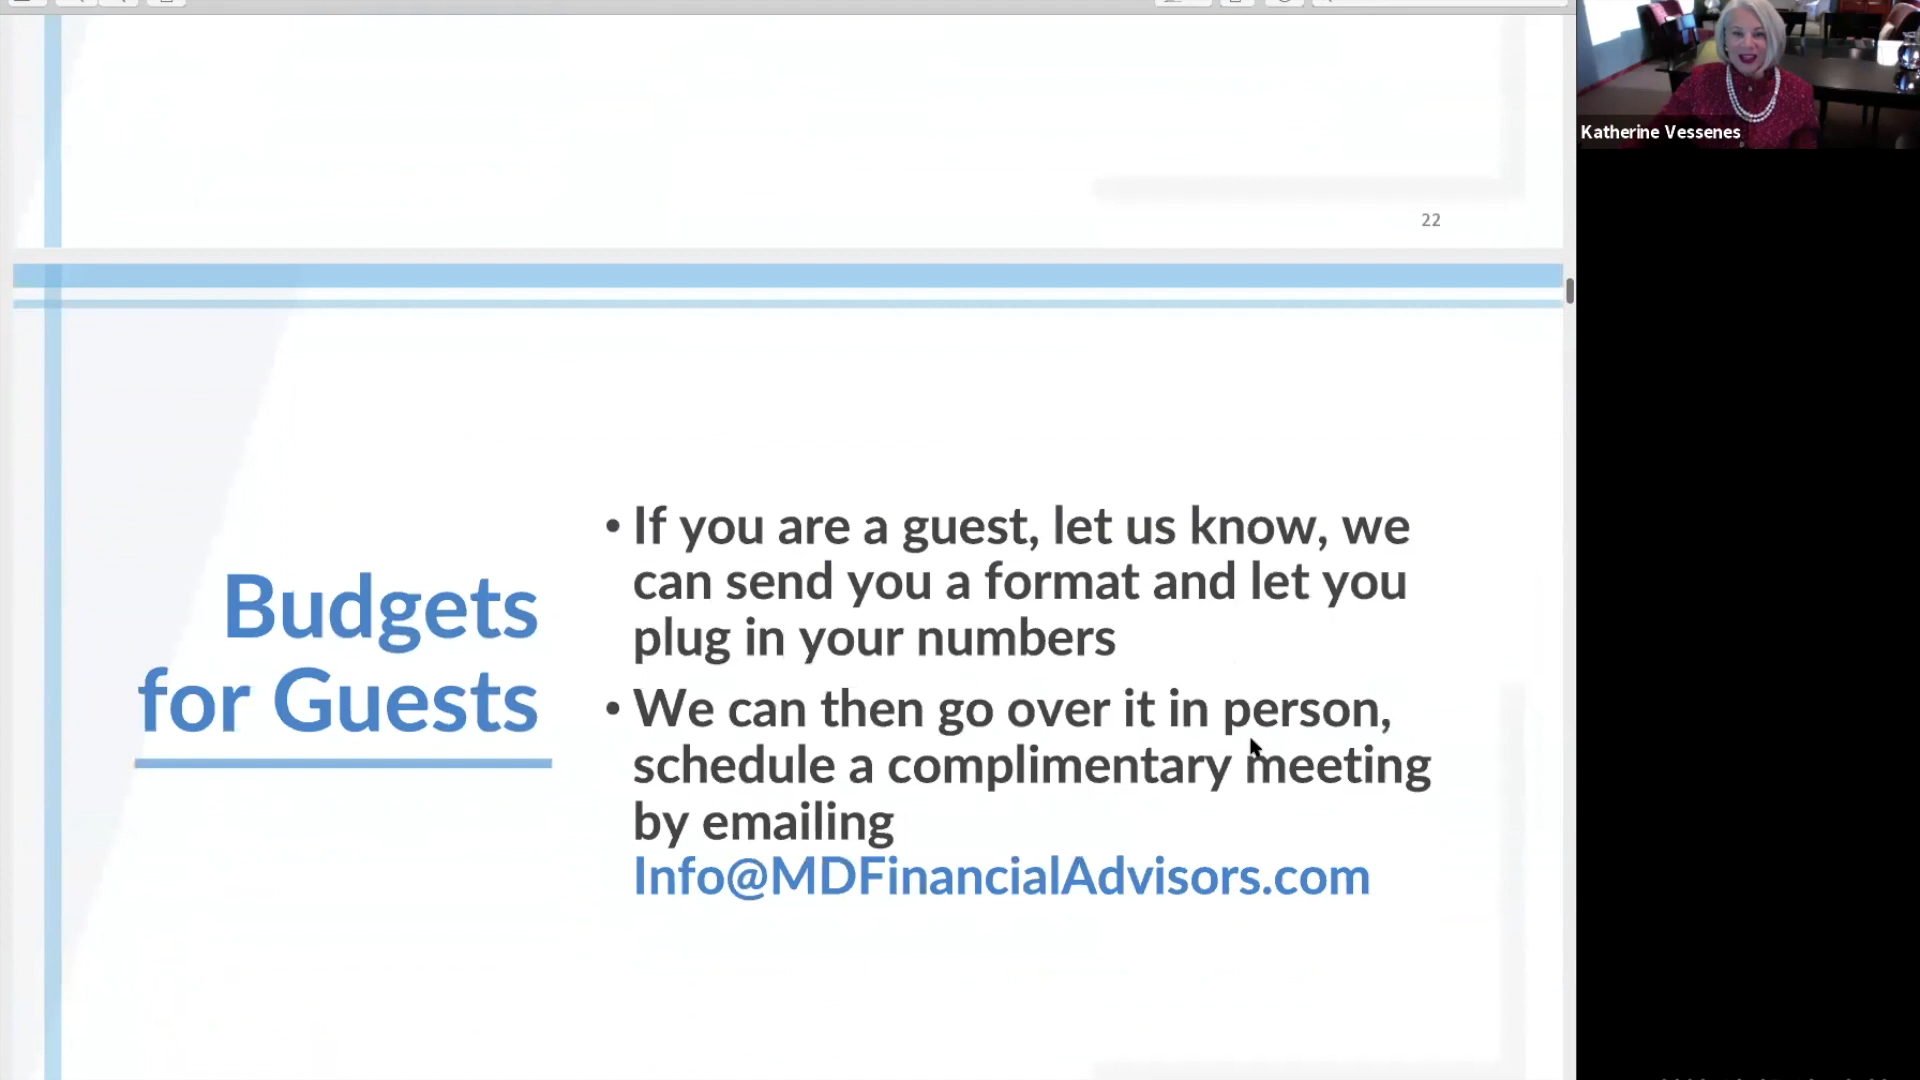 Katherine Vessenes
22
Budgets
for Guests
• If you are a guest, let us know, we
can send you a format and let you
plug in your numbers
• We can then go over it in person,
schedule a complimentary meeting
by emailing
Info@MDFinancialAdvisors.com